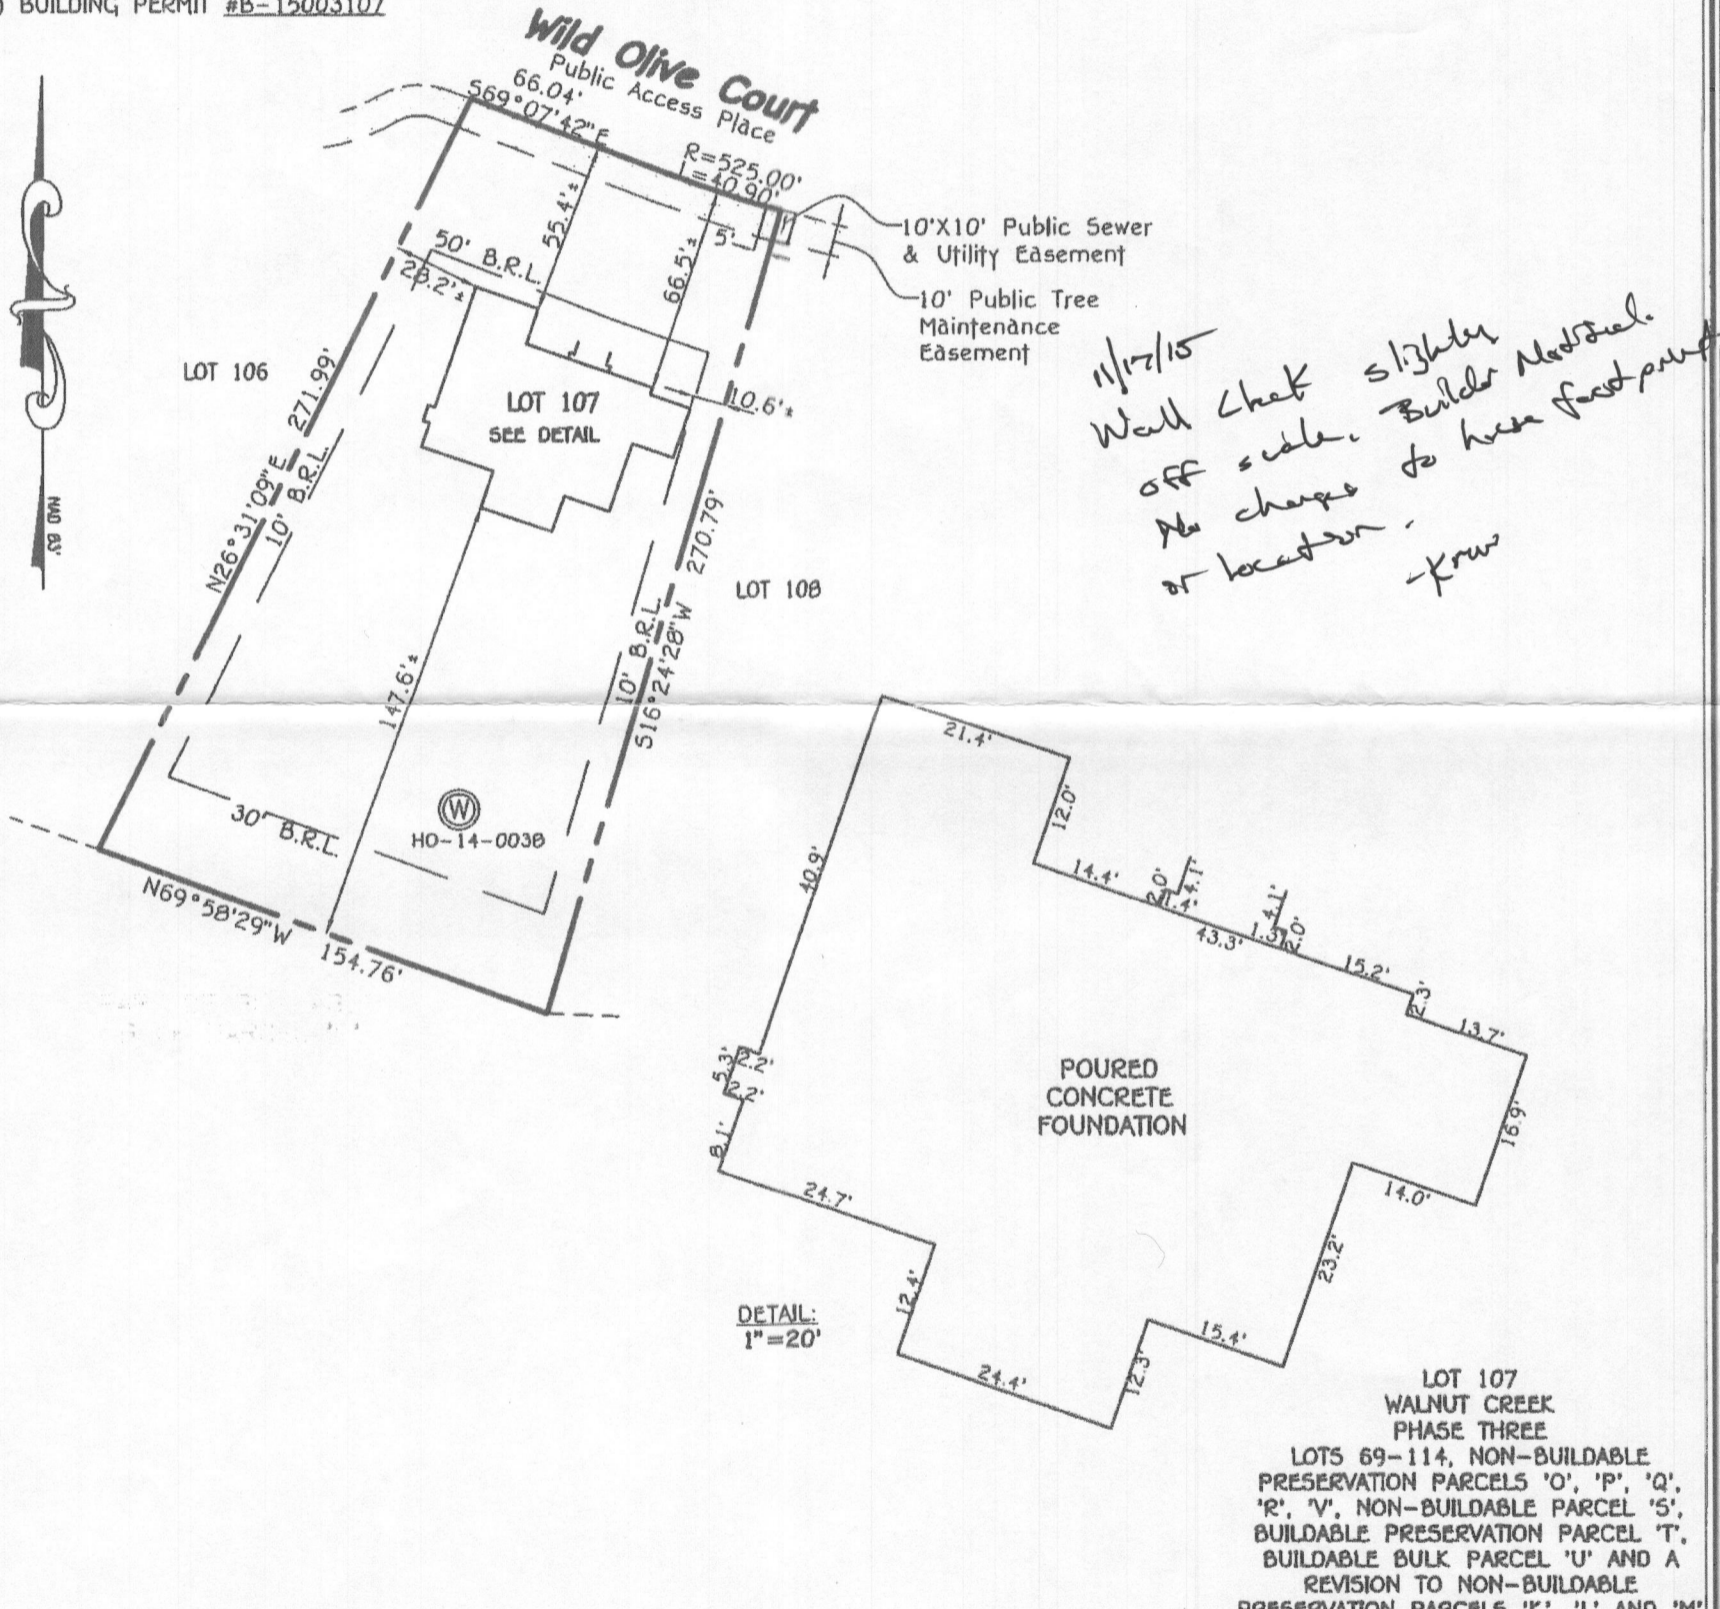 BUILDING PERMIT #B-15003107
Wild Olive Court
Public Access Place
66.04'
S69°07'42"E
R=525.00'
L=40.90'
10'X10' Public Sewer
& Utility Easement
10' Public Tree
Maintenance
Easement
5'
55.4'±
66.5'±
50' B.R.L.
28.2'±
10.6'±
LOT 106
LOT 107
SEE DETAIL
LOT 108
N26°31'09"E 271.99'
10' B.R.L.
S16°24'28"W 270.79'
10' B.R.L.
147.6'±
30' B.R.L.
W
HO-14-0038
N69°58'29"W 154.76'
NAD 83'
11/17/15
Wall Check slightly
off scale. Builder Notified.
No changes to house footprint
or location.
-KMW
21.4'
12.0'
40.9'
14.4'
2.0'
1.4'
4.1'
43.3'
1.3'
4.1'
2.0'
15.2'
2.3'
13.7'
5.3'
2.2'
2.2'
8.1'
16.9'
14.0'
24.7'
12.4'
23.2'
15.4'
12.3'
24.4'
POURED
CONCRETE
FOUNDATION
DETAIL:
1"=20'
LOT 107
WALNUT CREEK
PHASE THREE
LOTS 69-114, NON-BUILDABLE
PRESERVATION PARCELS 'O', 'P', 'Q',
'R', 'V', NON-BUILDABLE PARCEL 'S',
BUILDABLE PRESERVATION PARCEL 'T',
BUILDABLE BULK PARCEL 'U' AND A
REVISION TO NON-BUILDABLE
PRESERVATION PARCELS 'K', 'L' AND 'M'